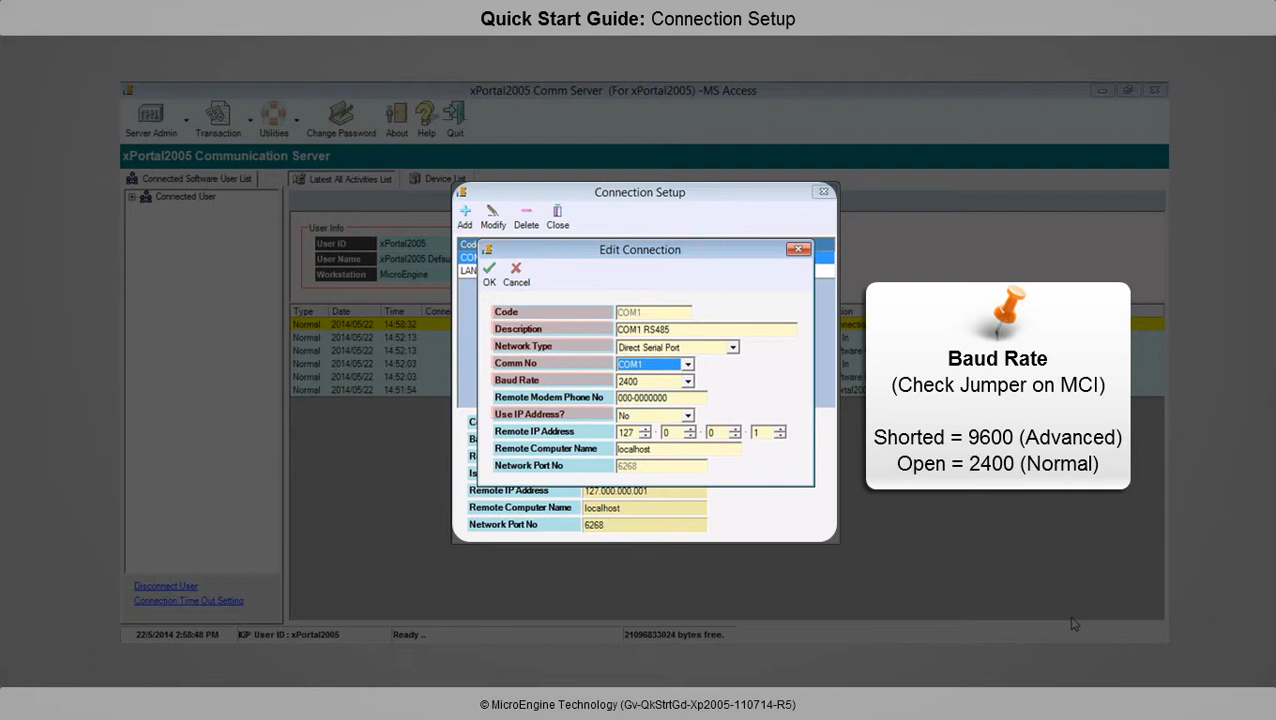 Quick Start Guide: Connection Setup
xPortal2005 Comm Server (For xPortal2005) -MS Access
Server Admin Transaction Utilities Change Password About Help Quit
xPortal2005 Communication Server
Connected Software User List Latest All Activities List Device List
Connected User
User Info
User ID xPortal2005
User Name xPortal2005 Defau
Workstation MicroEngine
Type Date Time Conne
Normal 2014/05/22 14:58:32
Normal 2014/05/22 14:52:13 In
Normal 2014/05/22 14:52:13
Normal 2014/05/22 14:52:03 In
Normal 2014/05/22 14:52:03
Normal 2014/05/22 14:51:54
Connection Setup
Add Modify Delete Close
Code
COM
LAN
Edit Connection
OK Cancel
Code COM1
Description COM1 RS485
Network Type Direct Serial Port
Comm No COM1
Baud Rate 2400
Remote Modem Phone No 000-0000000
Use IP Address? No
Remote IP Address 127 . 0 . 0 . 1
Remote Computer Name localhost
Network Port No 6268
Remote IP Address 127.000.000.001
Remote Computer Name localhost
Network Port No 6268
Baud Rate
(Check Jumper on MCI)
Shorted = 9600 (Advanced)
Open = 2400 (Normal)
Disconnect User
Connection Time Out Setting
22/5/2014 2:58:48 PM User ID : xPortal2005 Ready .. 21096833024 bytes free.
© MicroEngine Technology (Gv-QkStrtGd-Xp2005-110714-R5)